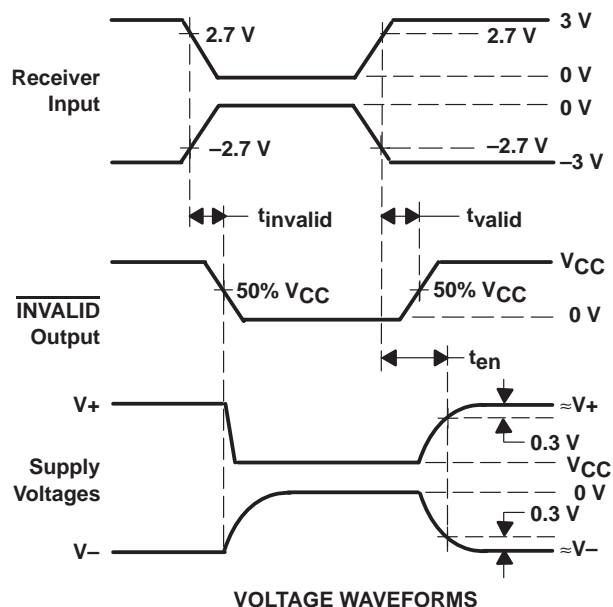 3 V
2.7 V
2.7 V
Receiver
Input
0 V
0 V
–2.7 V
–2.7 V
–3 V
tinvalid
tvalid
VCC
50% VCC
50% VCC
INVALID
Output
0 V
ten
V+
≈V+
0.3 V
Supply
Voltages
VCC
0 V
0.3 V
V–
≈V–
VOLTAGE WAVEFORMS